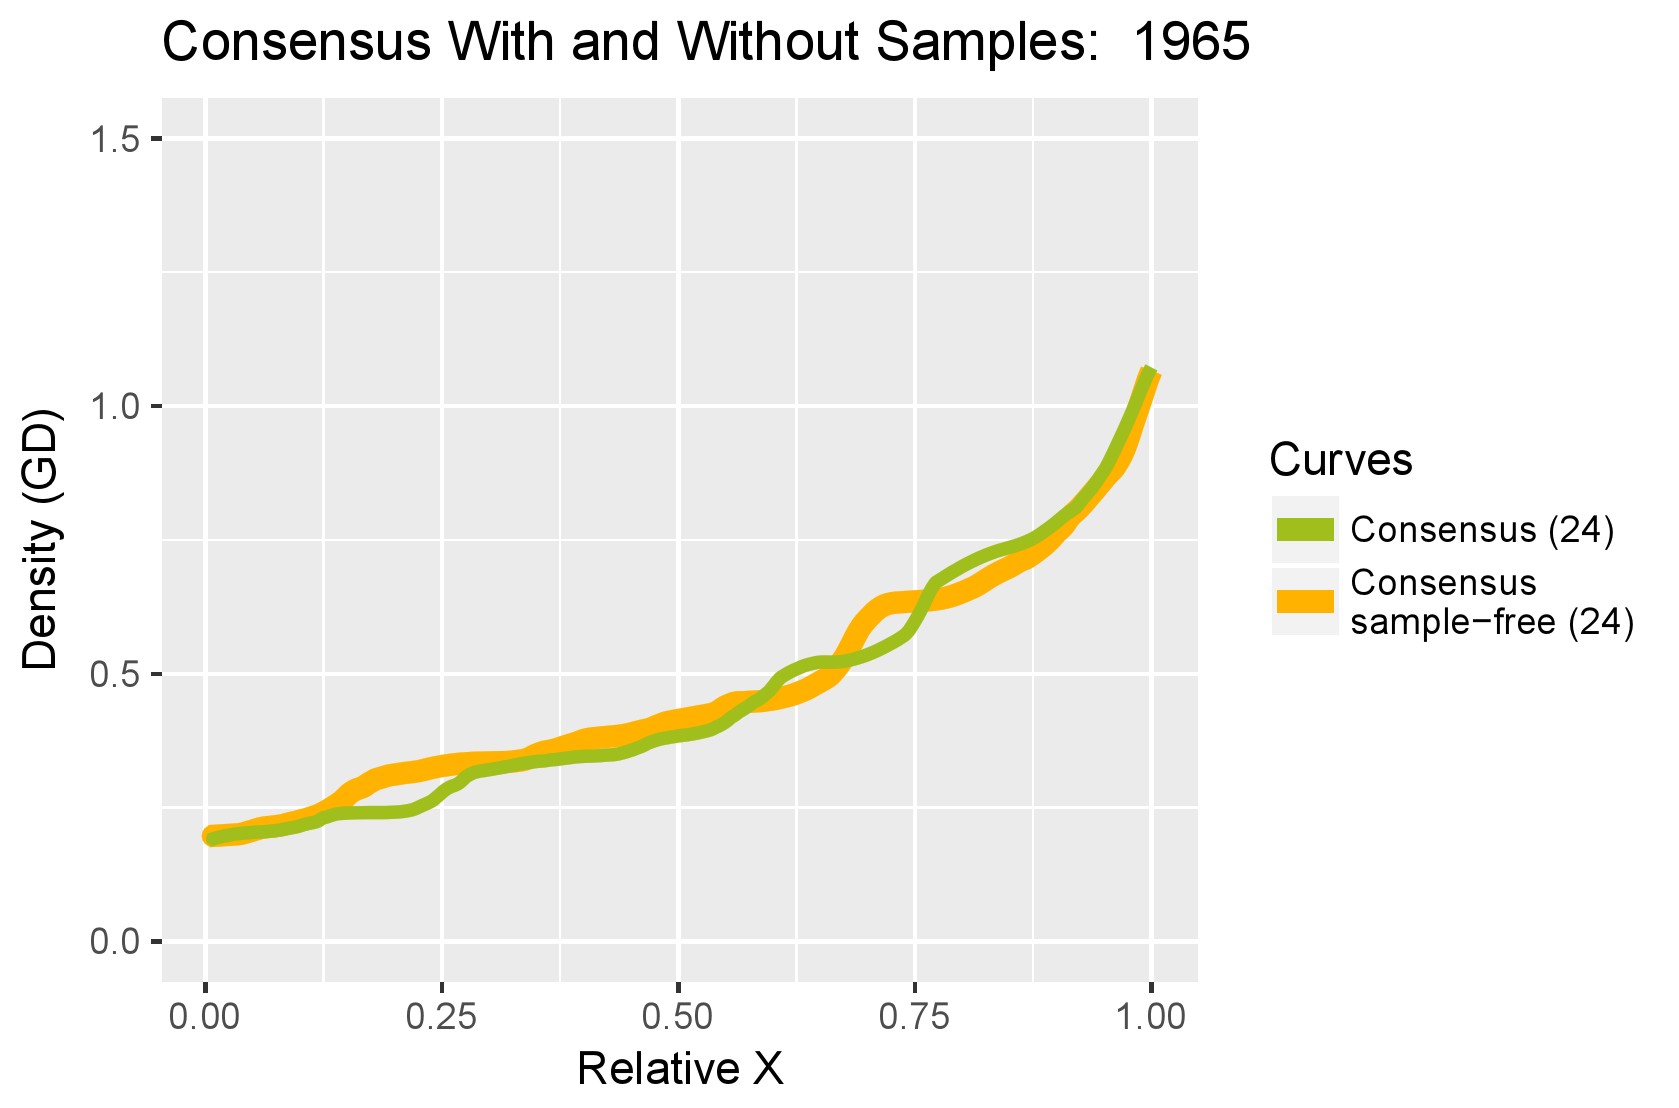 Consensus With and Without Samples:  1965
1.5
1.0
0.5
0.0
Density (GD)
0.00 0.25 0.50 0.75 1.00
Relative X
Curves
Consensus (24)
Consensus
sample−free (24)